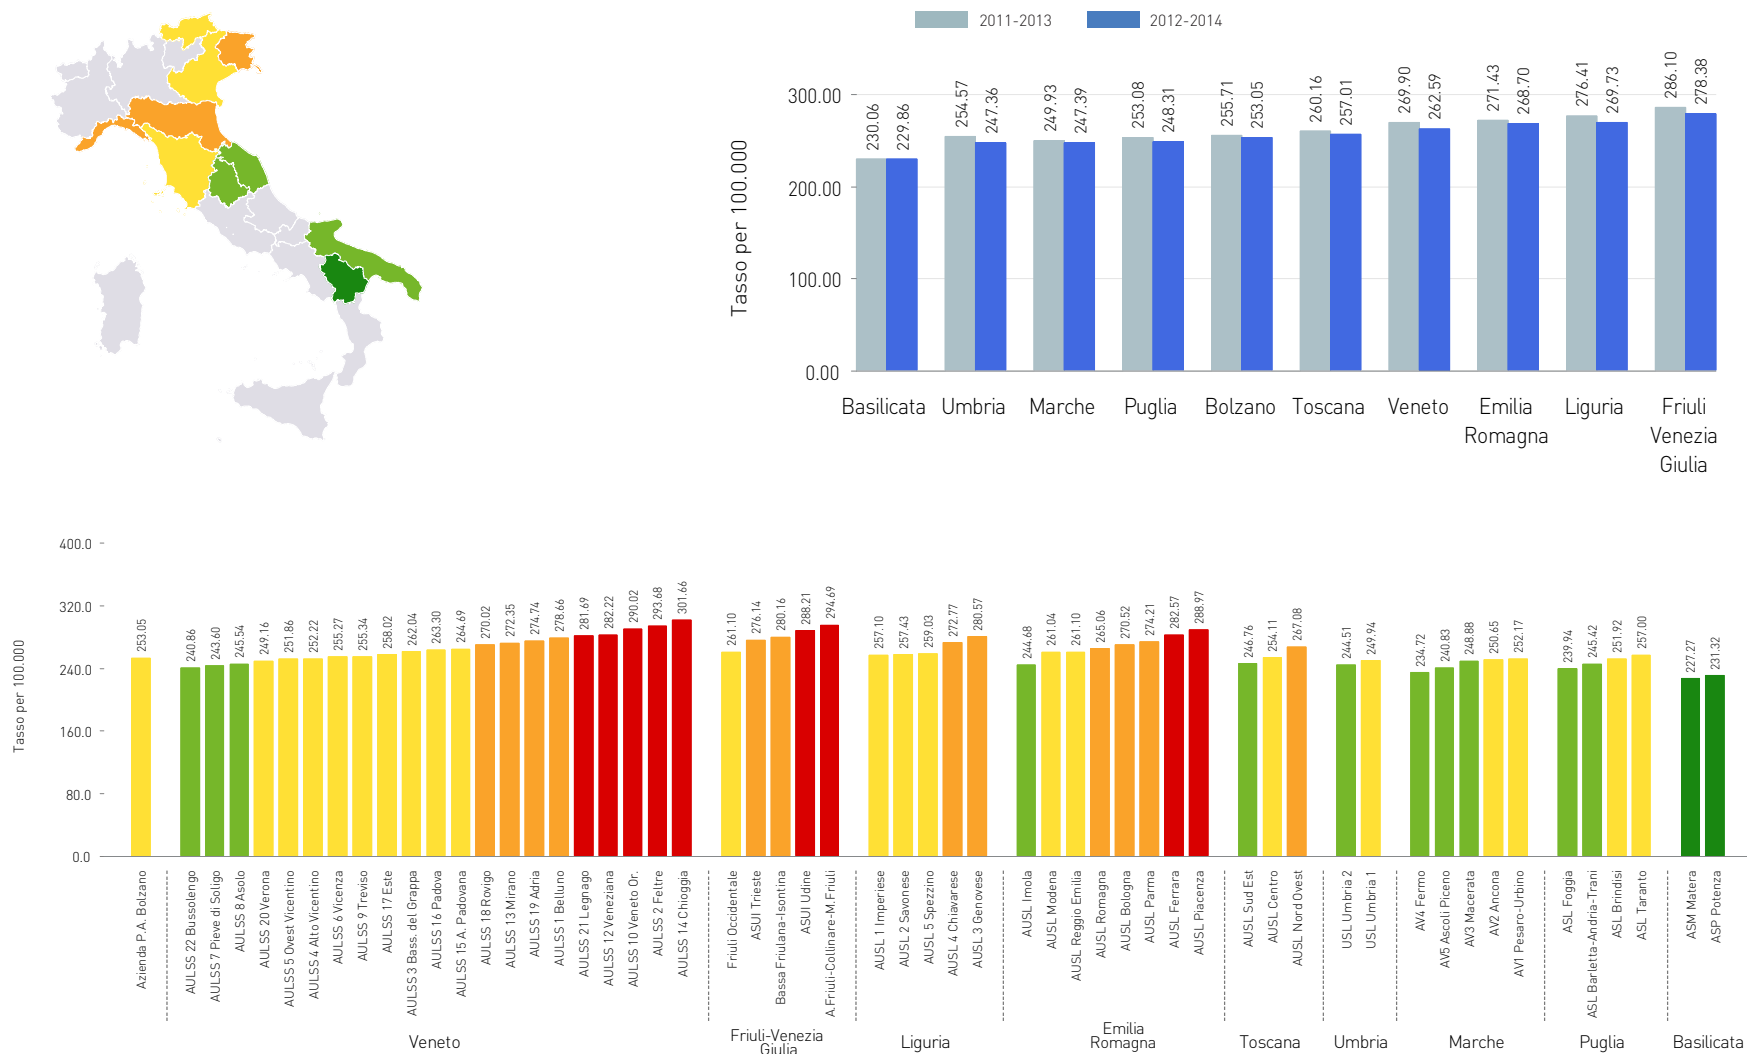 2011-2013
2012-2014
Tasso per 100.000
300.00
200.00
100.00
0.00
230.06
229.86
254.57
247.36
249.93
247.39
253.08
248.31
255.71
253.05
260.16
257.01
269.90
262.59
271.43
268.70
276.41
269.73
286.10
278.38
Basilicata
Umbria
Marche
Puglia
Bolzano
Toscana
Veneto
Emilia
Romagna
Liguria
Friuli
Venezia
Giulia
Tasso per 100.000
400.0
320.0
240.0
160.0
80.0
0.0
253.05
240.86
243.60
245.54
249.16
251.86
252.22
255.27
255.34
258.02
262.04
263.30
264.69
270.02
272.35
274.74
278.66
281.69
282.22
290.02
293.68
301.66
261.10
276.14
280.16
288.21
294.69
257.10
257.43
259.03
272.77
280.57
244.68
261.04
261.10
265.06
270.52
274.21
282.57
288.97
246.76
254.11
267.08
244.51
249.94
234.72
240.83
248.88
250.65
252.17
239.94
245.42
251.92
257.00
227.27
231.32
Azienda P.A. Bolzano
AULSS 22 Bussolengo
AULSS 7 Pieve di Soligo
AULSS 8 Asolo
AULSS 20 Verona
AULSS 5 Ovest Vicentino
AULSS 4 Alto Vicentino
AULSS 6 Vicenza
AULSS 9 Treviso
AULSS 17 Este
AULSS 3 Bass. del Grappa
AULSS 16 Padova
AULSS 15 A. Padovana
AULSS 18 Rovigo
AULSS 13 Mirano
AULSS 19 Adria
AULSS 1 Belluno
AULSS 21 Legnago
AULSS 12 Veneziana
AULSS 10 Veneto Or.
AULSS 2 Feltre
AULSS 14 Chioggia
Friuli Occidentale
ASUI Trieste
Bassa Friulana-Isontina
ASUI Udine
A.Friuli-Collinare-M.Friuli
AUSL 1 Imperiese
AUSL 2 Savonese
AUSL 5 Spezzino
AUSL 4 Chiavarese
AUSL 3 Genovese
AUSL Imola
AUSL Modena
AUSL Reggio Emilia
AUSL Romagna
AUSL Bologna
AUSL Parma
AUSL Ferrara
AUSL Piacenza
AUSL Sud Est
AUSL Centro
AUSL Nord Ovest
USL Umbria 2
USL Umbria 1
AV4 Fermo
AV5 Ascoli Piceno
AV3 Macerata
AV2 Ancona
AV1 Pesaro-Urbino
ASL Foggia
ASL Barletta-Andria-Trani
ASL Brindisi
ASL Taranto
ASM Matera
ASP Potenza
Veneto
Friuli-Venezia
Giulia
Liguria
Emilia
Romagna
Toscana
Umbria
Marche
Puglia
Basilicata